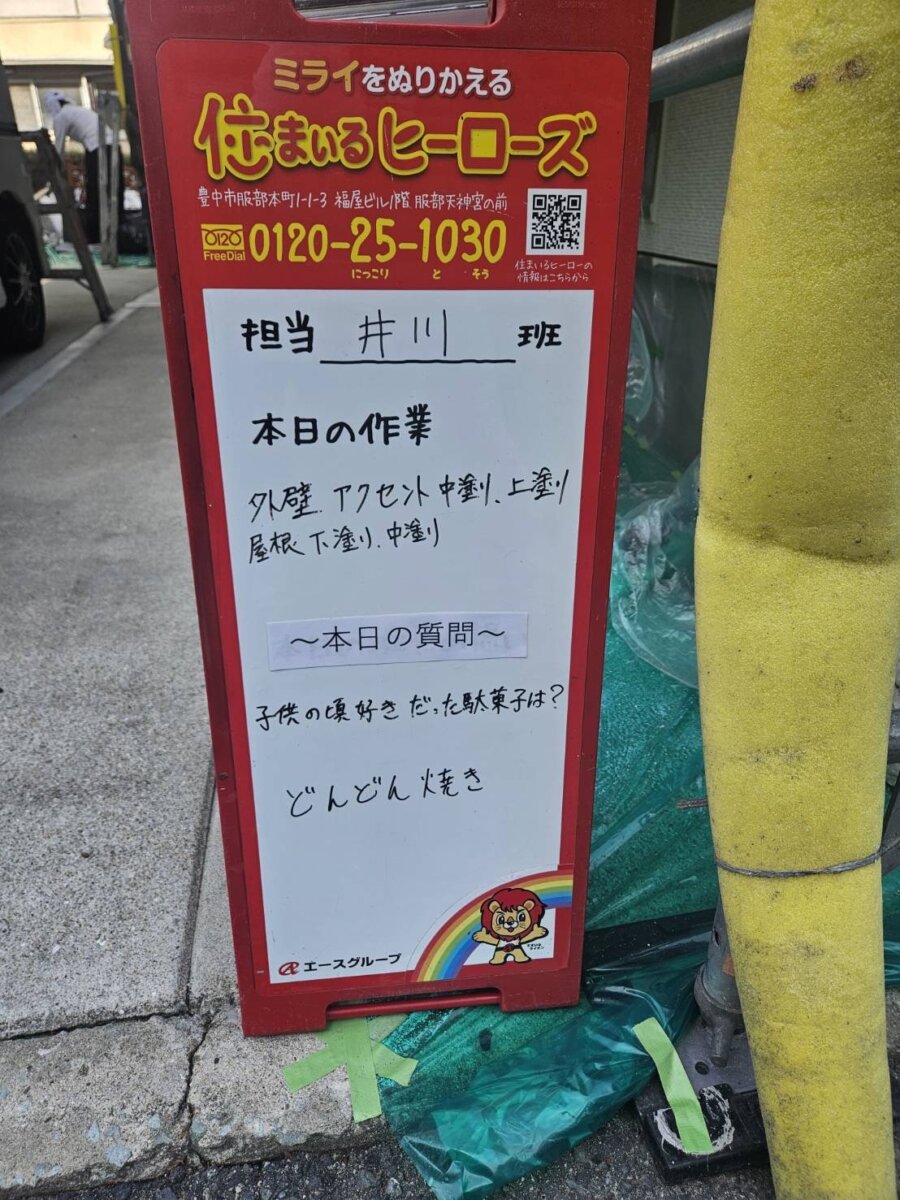 ミライをぬりかえる
住まいるヒーローズ
豊中市服部本町1-1-3 福屋ビル1階 服部天神宮の前
0120
FreeDial
0120-25-1030
にっこり と そう
住まいるヒーローの
情報はこちらから
担当 井川 班
本日の作業
外壁、アクセント中塗り、上塗り
屋根、下塗り、中塗り
〜本日の質問〜
子供の頃好きだった駄菓子は?
どんどん焼き
エースグループ